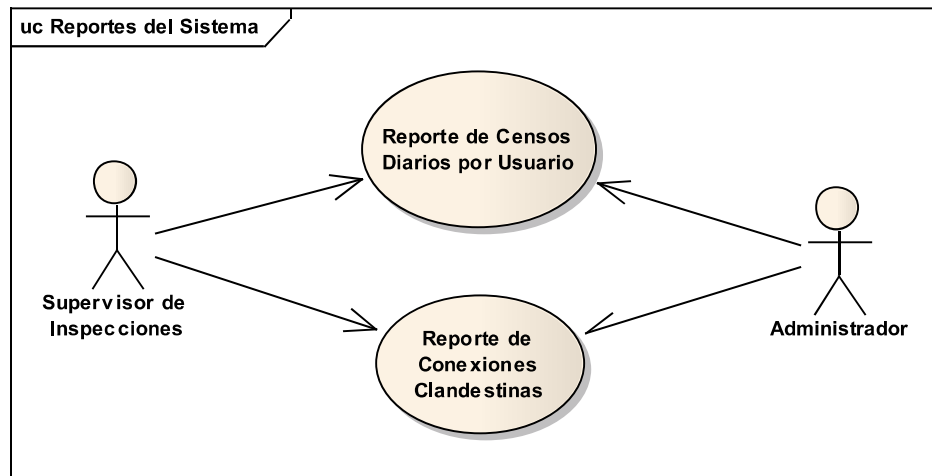 uc Reportes del Sistema
Reporte de Censos
Diarios por Usuario
Supervisor de
Inspecciones
Administrador
Reporte de
Conexiones
Clandestinas